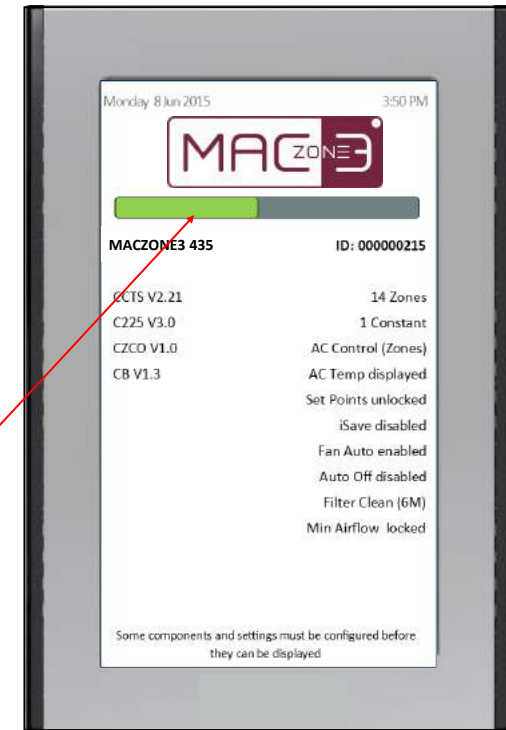 Monday 8 Jun 2015 3:50 PM
MAC ZONE 3
MACZONE3 435 ID: 000000215
CCTS V2.21 14 Zones
C225 V3.0 1 Constant
CZCO V1.0 AC Control (Zones)
CB V1.3 AC Temp displayed
Set Points unlocked
iSave disabled
Fan Auto enabled
Auto Off disabled
Filter Clean (6M)
Min Airflow locked
Some components and settings must be configured before
they can be displayed